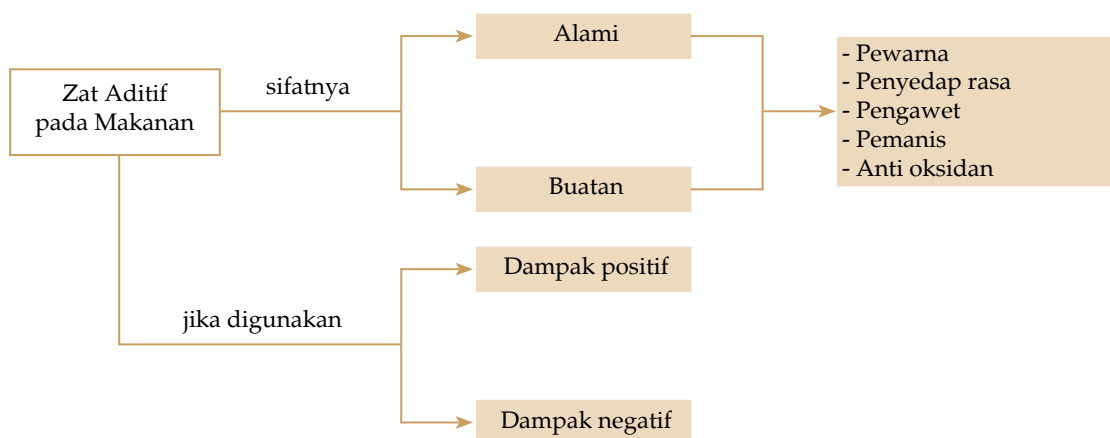 Zat Aditif
pada Makanan
sifatnya
Alami
Buatan
- Pewarna
- Penyedap rasa
- Pengawet
- Pemanis
- Anti oksidan
jika digunakan
Dampak positif
Dampak negatif